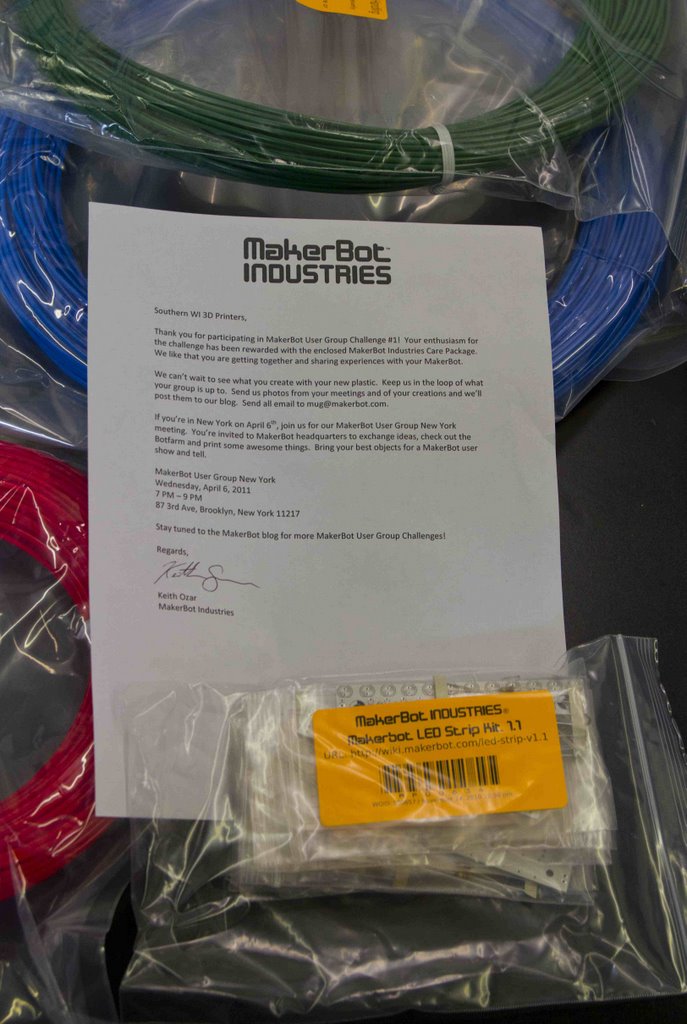 MakerBot™
INDUSTRIES
Southern WI 3D Printers,
Thank you for participating in MakerBot User Group Challenge #1! Your enthusiasm for
the challenge has been rewarded with the enclosed MakerBot Industries Care Package.
We like that you are getting together and sharing experiences with your MakerBot.
We can't wait to see what you create with your new plastic. Keep us in the loop of what
your group is up to. Send us photos from your meetings and of your creations and we'll
post them to our blog. Send all email to mug@makerbot.com.
If you're in New York on April 6th, join us for our MakerBot User Group New York
meeting. You're invited to MakerBot headquarters to exchange ideas, check out the
Botfarm and print some awesome things. Bring your best objects for a MakerBot user
show and tell.
MakerBot User Group New York
Wednesday, April 6, 2011
7 PM – 9 PM
87 3rd Ave, Brooklyn, New York 11217
Stay tuned to the MakerBot blog for more MakerBot User Group Challenges!
Regards,
Keith Ozar
MakerBot Industries
MakerBot INDUSTRIES®
Makerbot LED Strip Kit 1.1
URL: http://wiki.makerbot.com/led-strip-v1.1